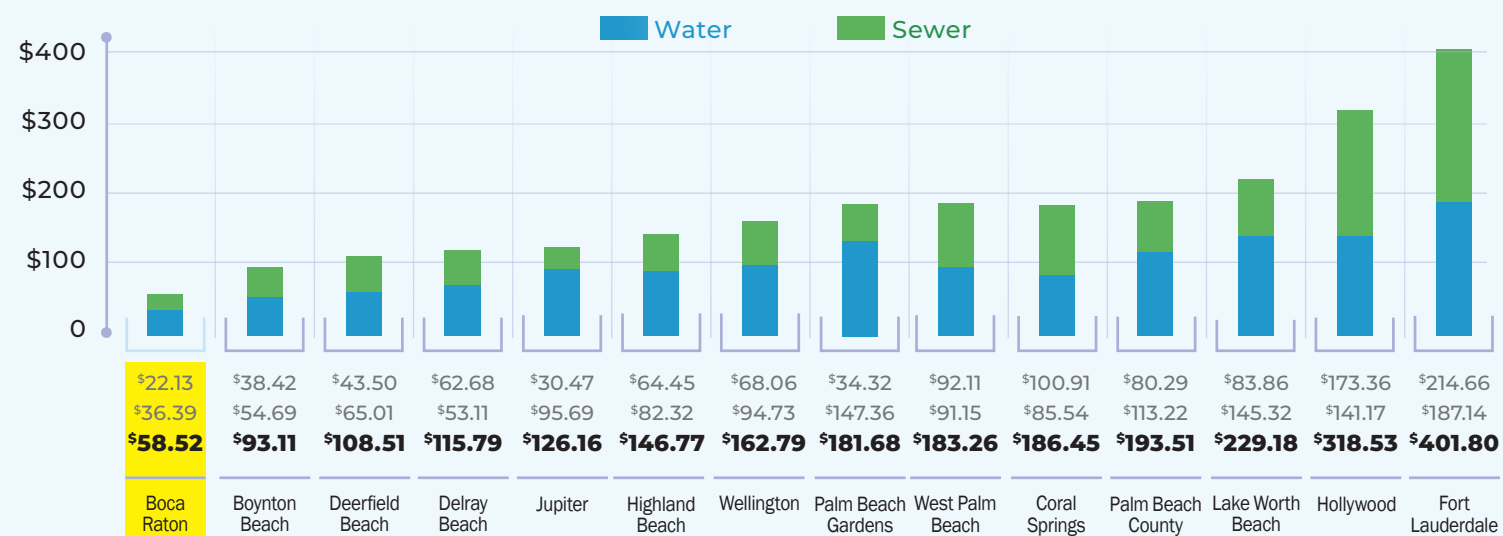 Water Sewer
$400
$300
$200
$100
0
$22.13 $38.42 $43.50 $62.68 $30.47 $64.45 $68.06 $34.32 $92.11 $100.91 $80.29 $83.86 $173.36 $214.66
$36.39 $54.69 $65.01 $53.11 $95.69 $82.32 $94.73 $147.36 $91.15 $85.54 $113.22 $145.32 $141.17 $187.14
$58.52 $93.11 $108.51 $115.79 $126.16 $146.77 $162.79 $181.68 $183.26 $186.45 $193.51 $229.18 $318.53 $401.80
Boca Boynton Deerfield Delray Jupiter Highland Wellington Palm Beach West Palm Coral Palm Beach Lake Worth Hollywood Fort
Raton Beach Beach Beach Beach Gardens Beach Springs County Beach Lauderdale